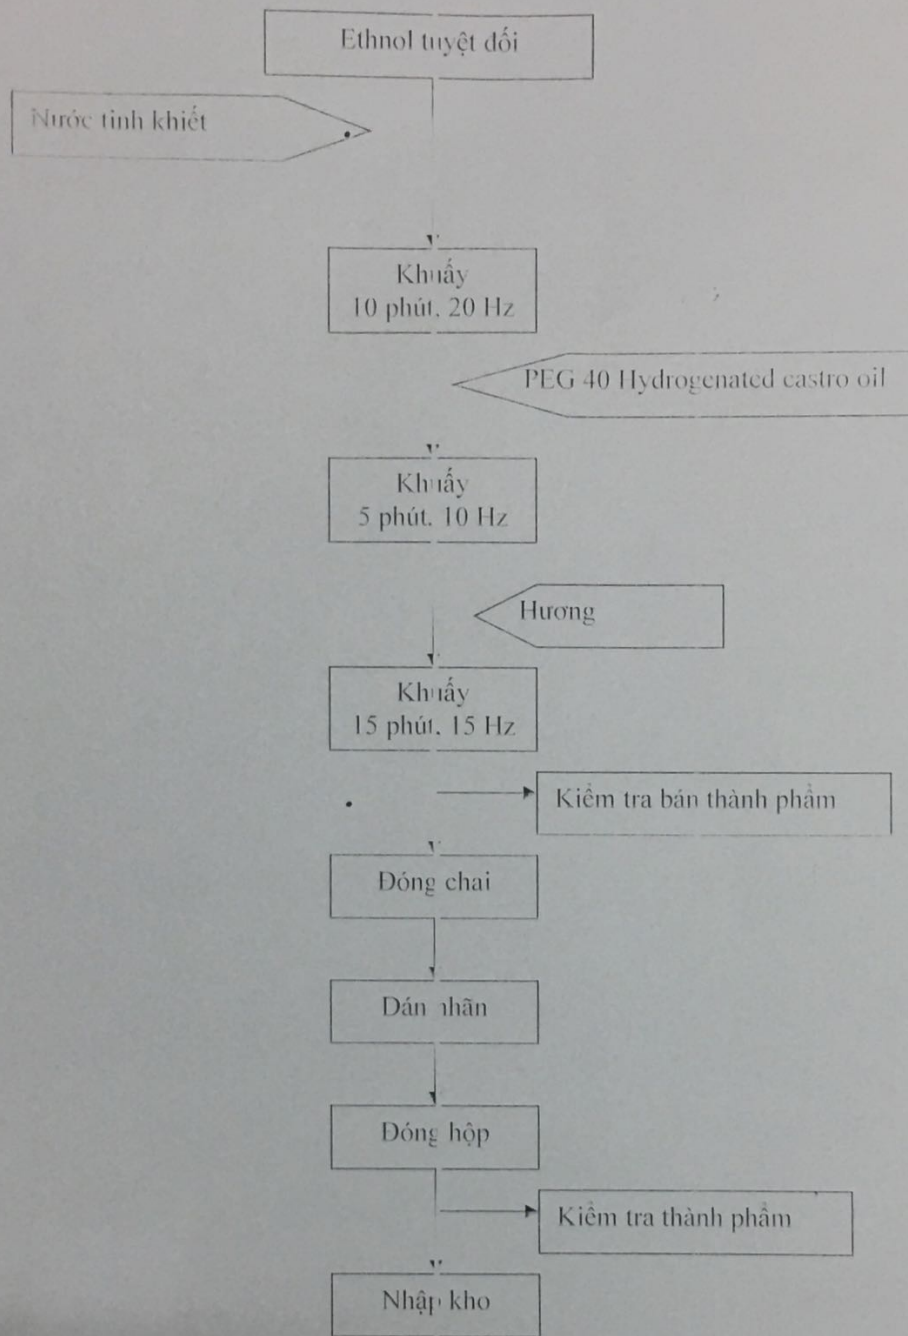 Ethnol tuyệt đối
Nước tinh khiết
Khuấy
10 phút. 20 Hz
PEG 40 Hydrogenated castro oil
Khuấy
5 phút. 10 Hz
Hương
Khuấy
15 phút. 15 Hz
Kiểm tra bán thành phẩm
Đóng chai
Dán nhãn
Đóng hộp
Kiểm tra thành phẩm
Nhập kho